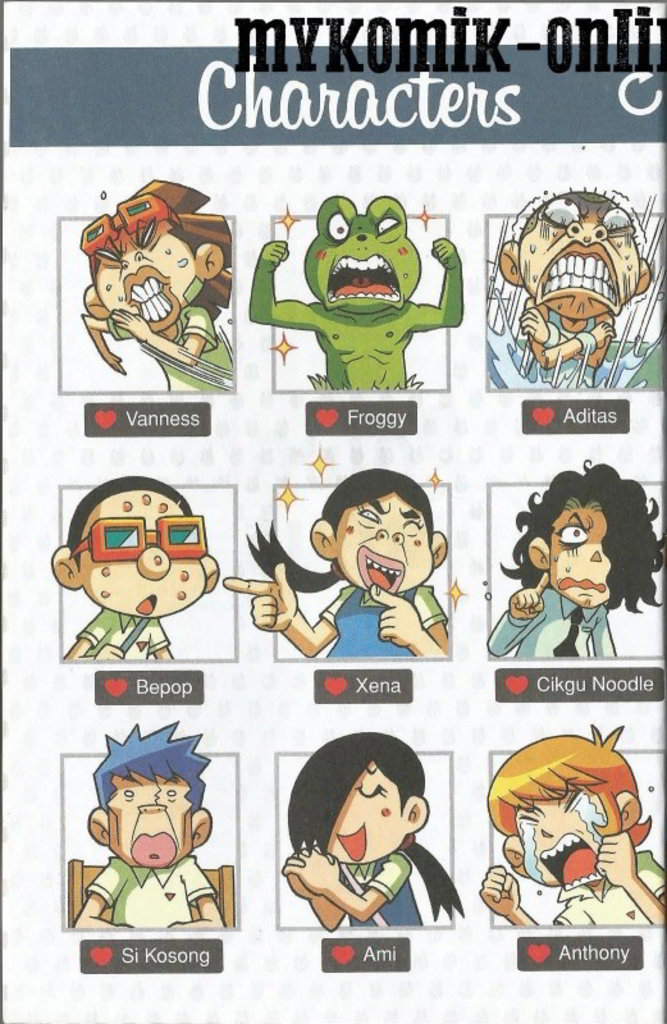 mykomik-onli
Characters
Vanness
Froggy
Aditas
Bepop
Xena
Cikgu Noodle
Si Kosong
Ami
Anthony